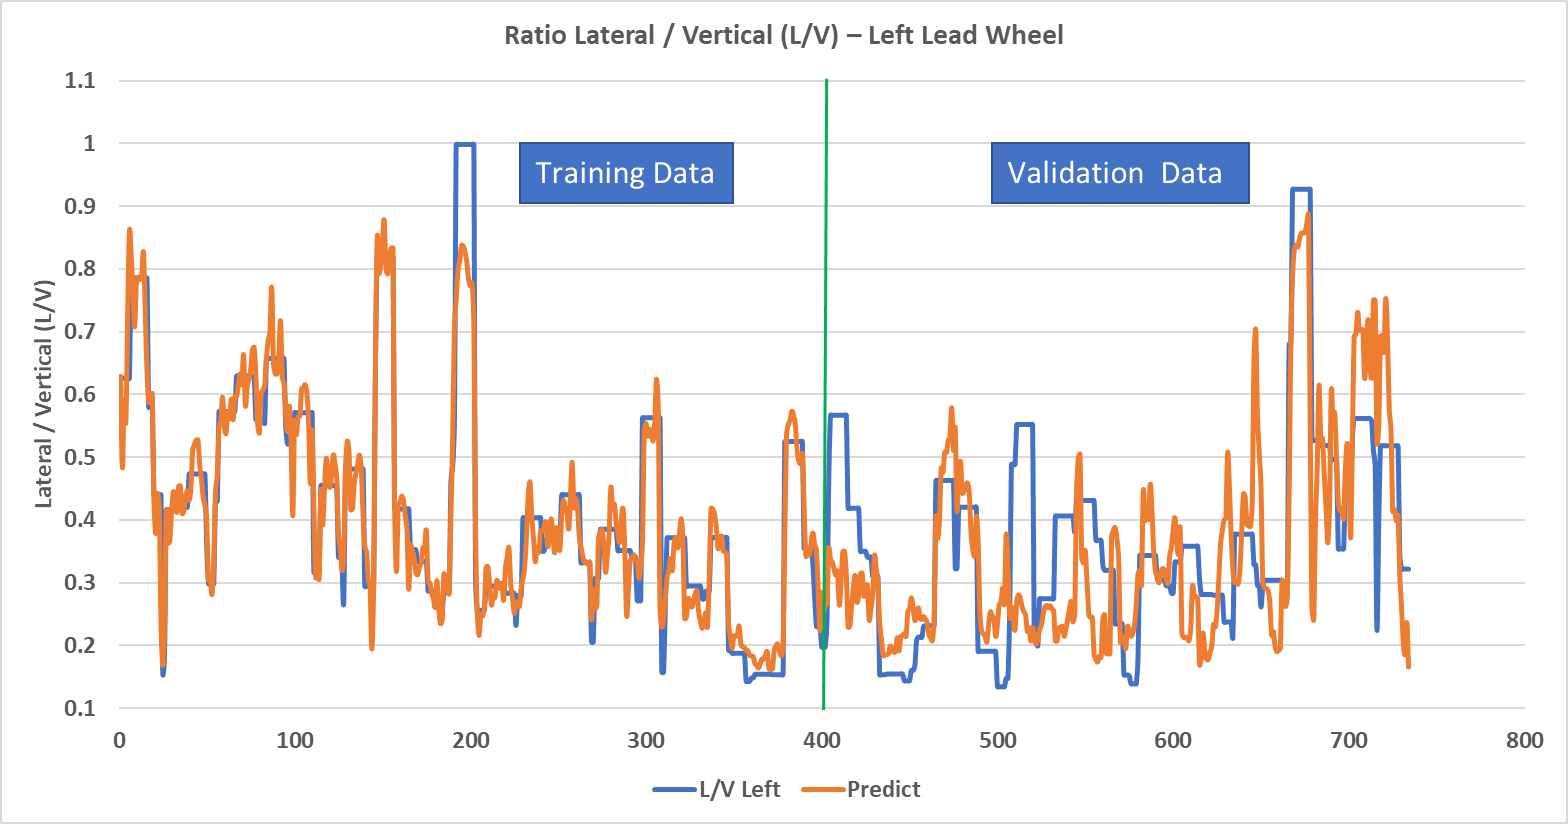 Ratio Lateral / Vertical (L/V) – Left Lead Wheel
1.1
1
0.9
0.8
0.7
0.6
0.5
0.4
0.3
0.2
0.1
Lateral / Vertical (L/V)
Training Data
Validation Data
0 100 200 300 400 500 600 700 800
L/V Left Predict